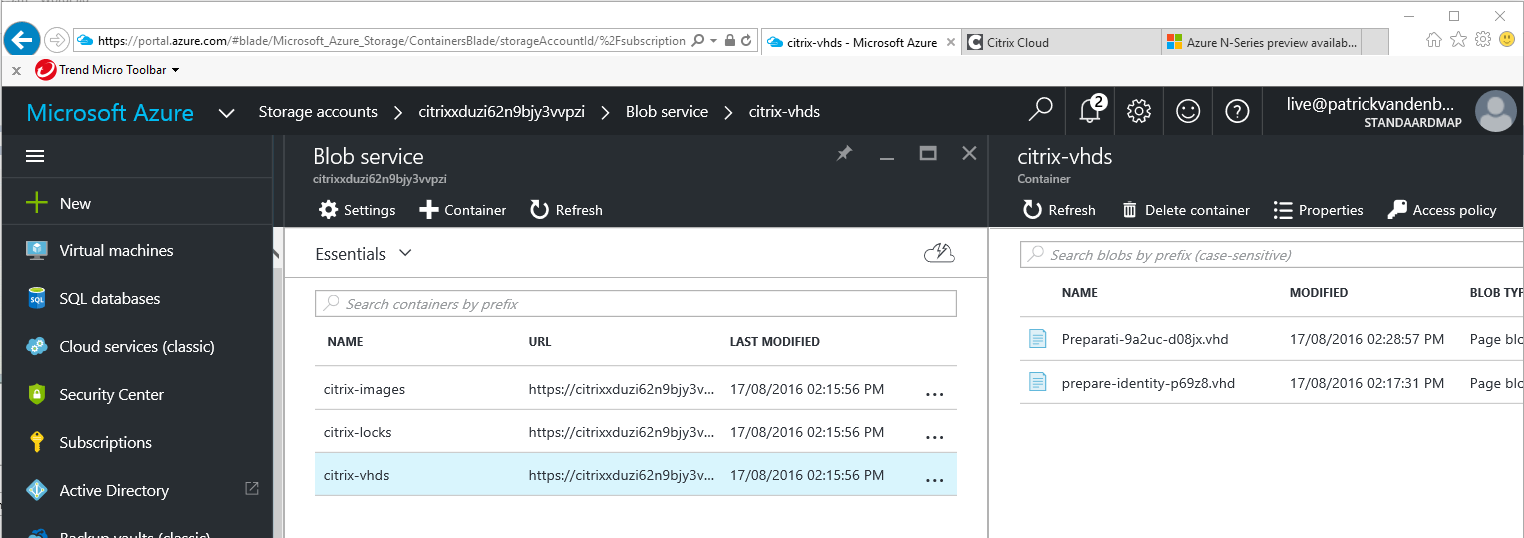 https://portal.azure.com/#blade/Microsoft_Azure_Storage/ContainersBlade/storageAccountId/%2Fsubscription
citrix-vhds - Microsoft Azure
Citrix Cloud
Azure N-Series preview availab...
x Trend Micro Toolbar
Microsoft Azure
Storage accounts > citrixxduzi62n9bjy3vvpzi > Blob service > citrix-vhds
2
live@patrickvandenb...
STANDAARDMAP
New
Virtual machines
SQL databases
Cloud services (classic)
Security Center
Subscriptions
Active Directory
Backup vaults (classic)
Blob service
citrixxduzi62n9bjy3vvpzi
Settings Container Refresh
Essentials
Search containers by prefix
NAME URL LAST MODIFIED
citrix-images https://citrixxduzi62n9bjy3v... 17/08/2016 02:15:56 PM ...
citrix-locks https://citrixxduzi62n9bjy3v... 17/08/2016 02:15:56 PM ...
citrix-vhds https://citrixxduzi62n9bjy3v... 17/08/2016 02:15:56 PM ...
citrix-vhds
Container
Refresh Delete container Properties Access policy
Search blobs by prefix (case-sensitive)
NAME MODIFIED BLOB TYP
Preparati-9a2uc-d08jx.vhd 17/08/2016 02:28:57 PM Page blo
prepare-identity-p69z8.vhd 17/08/2016 02:17:31 PM Page blo